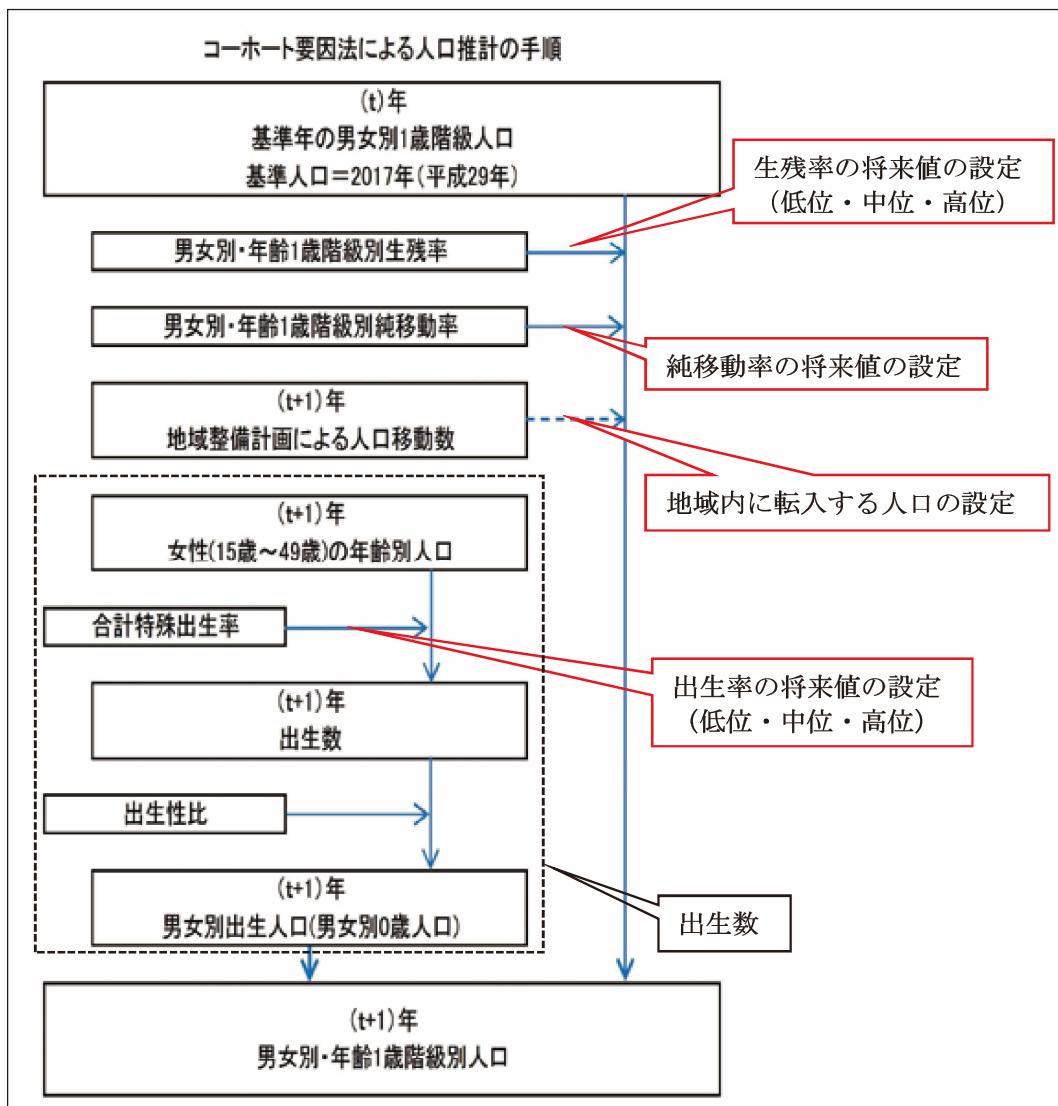 コーホート要因法による人口推計の手順
(t)年
基準年の男女別1歳階級人口
基準人口＝2017年(平成29年)
生残率の将来値の設定
（低位・中位・高位）
男女別・年齢1歳階級別生残率
男女別・年齢1歳階級別純移動率
純移動率の将来値の設定
(t+1)年
地域整備計画による人口移動数
地域内に転入する人口の設定
(t+1)年
女性(15歳～49歳)の年齢別人口
合計特殊出生率
出生率の将来値の設定
（低位・中位・高位）
(t+1)年
出生数
出生性比
(t+1)年
男女別出生人口(男女別0歳人口)
出生数
(t+1)年
男女別・年齢1歳階級別人口